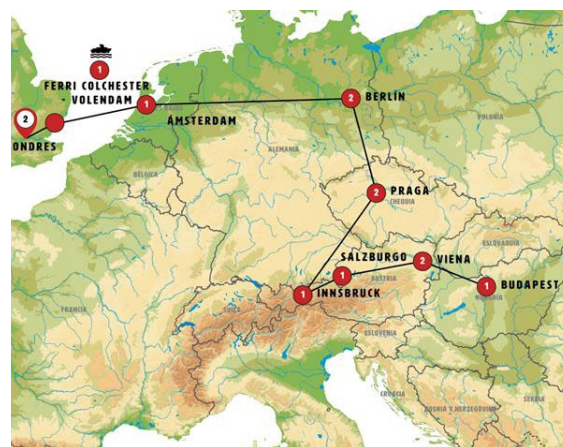 1
FERRI COLCHESTER
- VOLENDAM
2
ONDRES
1
ÁMSTERDAM
2
BERLÍN
POLONIA
BÉLGICA
ALEMANIA
2
PRAGA
CHEQUIA
ESLOVAQUIA
SALZBURGO
1
AUSTRIA
2
VIENA
1
INNSBRUCK
1
BUDAPEST
HUNGRÍA
FRANCIA
SUIZA
ESLOVENIA
CROACIA
BOSNIA Y HERZEGOVINA
SERBIA